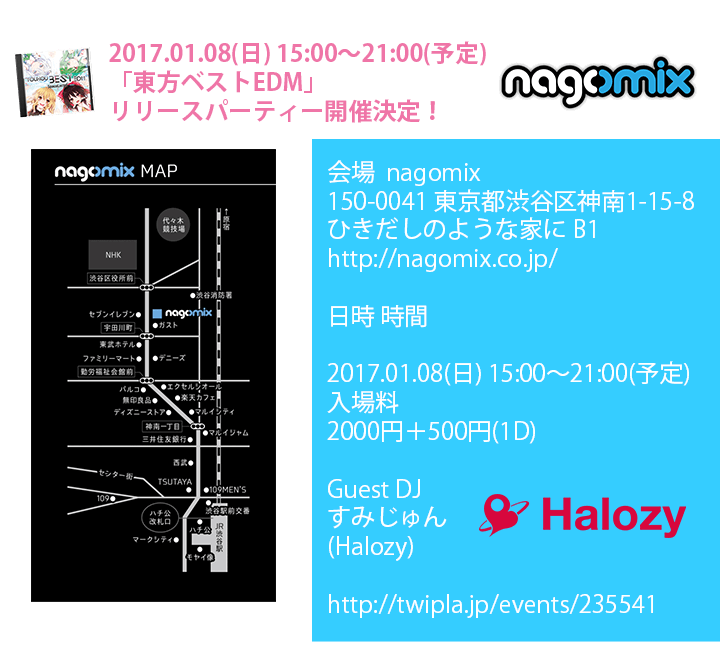 2017.01.08(日) 15:00〜21:00(予定)
「東方ベストEDM」
リリースパーティー開催決定！
nagomix
nagomix MAP
代々木
競技場
↑原宿
NHK
渋谷区役所前
渋谷消防署
セブンイレブン
nagomix
ガスト
宇田川町
東武ホテル
ファミリーマート
デニーズ
勤労福祉会館前
パルコ
エクセルシオール
無印良品
楽天カフェ
ディズニーストア
マルイシティ
神南一丁目
マルイジャム
三井住友銀行
西武
センター街
TSUTAYA
109
109MEN'S
渋谷駅前交番
ハチ公
改札口
ハチ公
JR渋谷駅
マークシティ
モヤイ像
会場 nagomix
150-0041 東京都渋谷区神南1-15-8
ひきだしのような家に B1
http://nagomix.co.jp/
日時 時間
2017.01.08(日) 15:00〜21:00(予定)
入場料
2000円＋500円(1D)
Guest DJ
すみじゅん
(Halozy)
Halozy
http://twipla.jp/events/235541